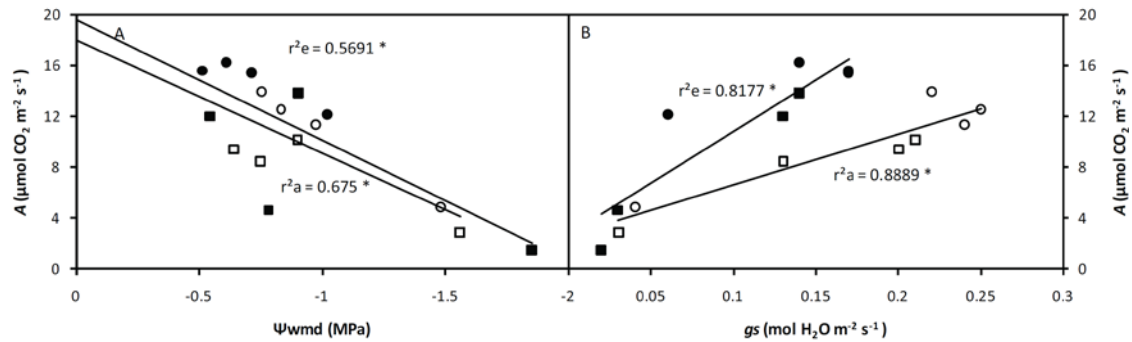 A
r²e = 0.5691 *
r²a = 0.675 *
20
16
12
8
4
0
A (µmol CO₂ m⁻² s⁻¹)
0 -0.5 -1 -1.5 -2
Ψwmd (MPa)
B
r²e = 0.8177 *
r²a = 0.8889 *
0.05 0.1 0.15 0.2 0.25 0.3
gs (mol H₂O m⁻² s⁻¹)
20
16
12
8
4
0
A (µmol CO₂ m⁻² s⁻¹)